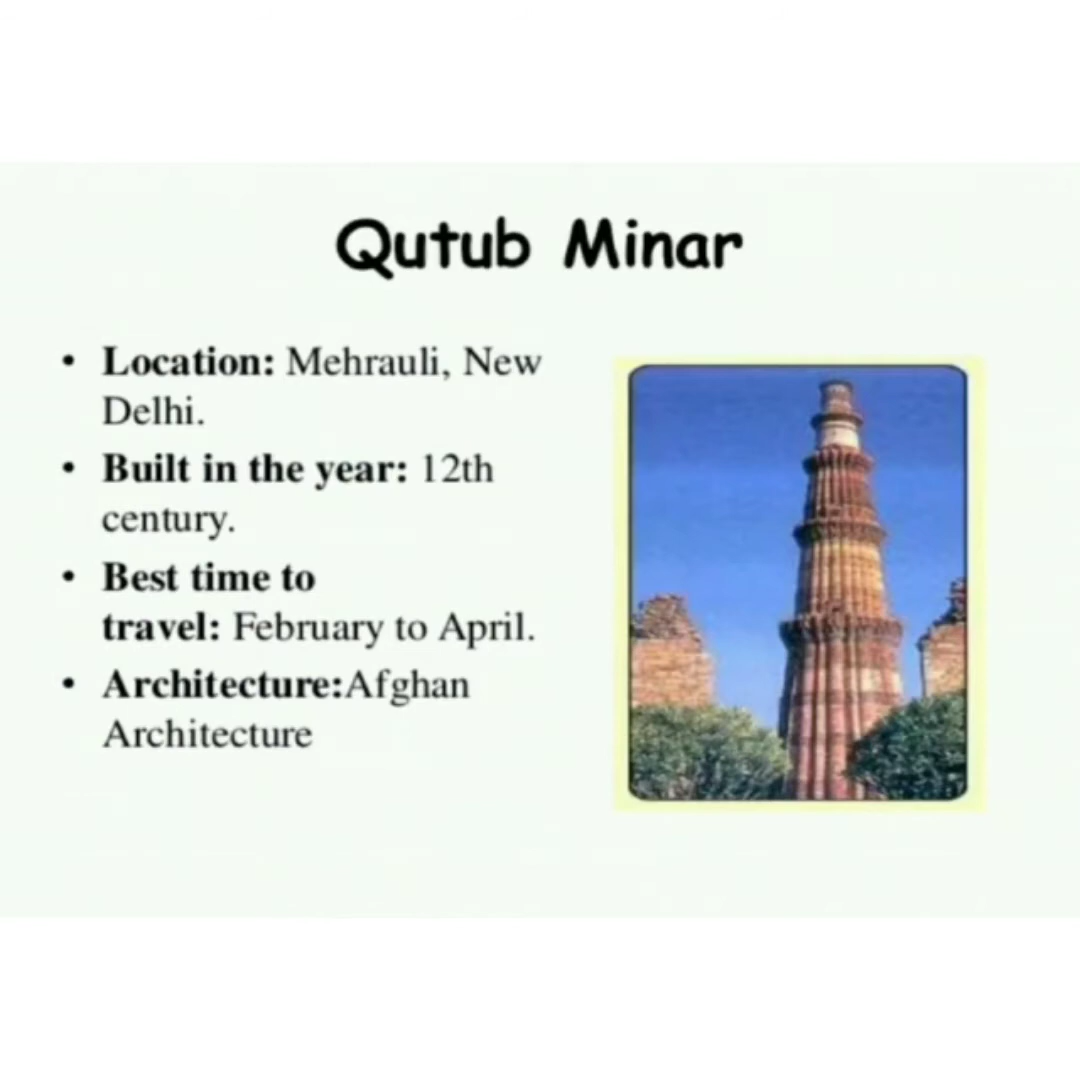 Qutub Minar
• Location: Mehrauli, New
Delhi.
• Built in the year: 12th
century.
• Best time to
travel: February to April.
• Architecture:Afghan
Architecture